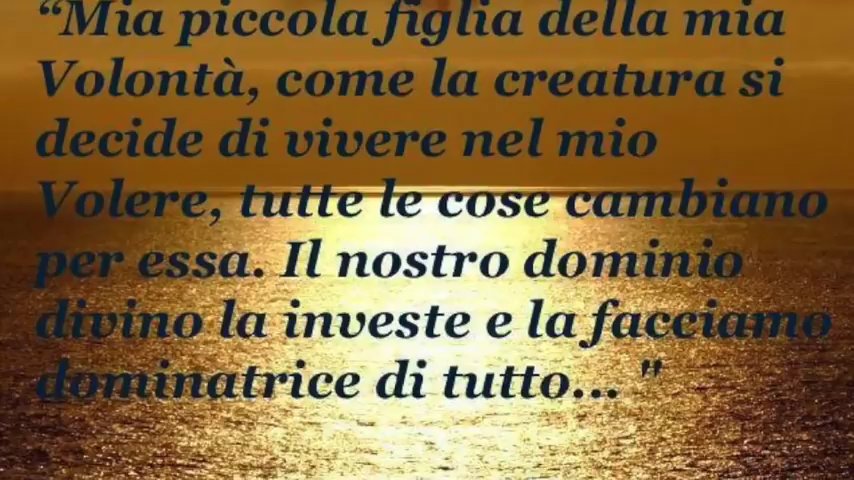 “Mia piccola figlia della mia
Volontà, come la creatura si
decide di vivere nel mio
Volere, tutte le cose cambiano
per essa. Il nostro dominio
divino la investe e la facciamo
dominatrice di tutto... "